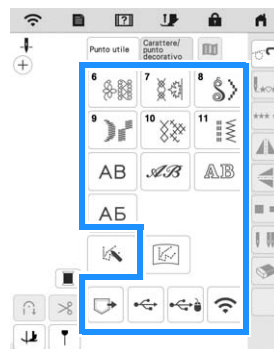 Punto utile
Carattere/
punto
decorativo
6 7 8
S
9 10 11
AB AB AB
АБ